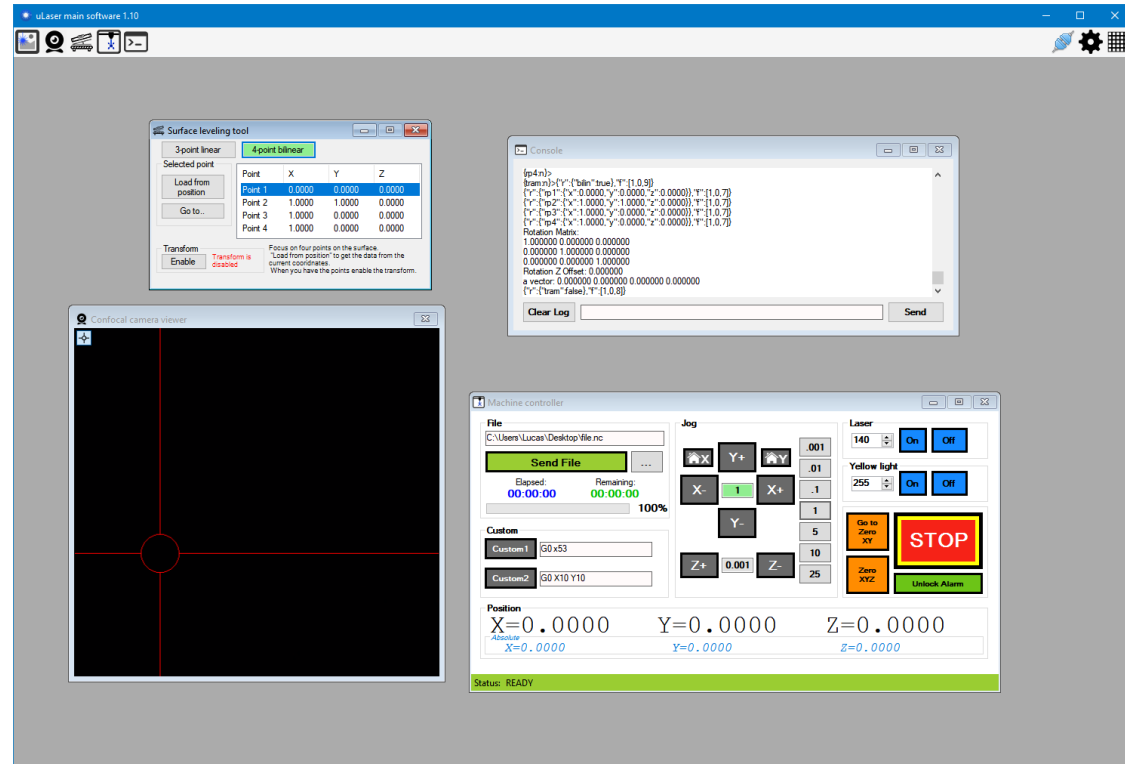 uLaser main software 1.10
Surface leveling tool
3-point linear
4-point bilinear
Selected point
Load from
position
Go to..
Point X Y Z
Point 1 0.0000 0.0000 0.0000
Point 2 1.0000 1.0000 0.0000
Point 3 1.0000 0.0000 0.0000
Point 4 1.0000 0.0000 0.0000
Transform
Enable
Transform is
disabled
Focus on four points on the surface.
"Load from position" to get the data from the
current cooridnates.
When you have the points enable the transform.
Console
{rp4:n}>
{tram:n}>{"r":{"bilin":true},"f":[1,0,9]}
{"r":{"rp1":{"x":0.0000,"y":0.0000,"z":0.0000}},"f":[1,0,7]}
{"r":{"rp2":{"x":1.0000,"y":1.0000,"z":0.0000}},"f":[1,0,7]}
{"r":{"rp3":{"x":1.0000,"y":0.0000,"z":0.0000}},"f":[1,0,7]}
{"r":{"rp4":{"x":1.0000,"y":0.0000,"z":0.0000}},"f":[1,0,7]}
Rotation Matrix:
1.000000 0.000000 0.000000
0.000000 1.000000 0.000000
0.000000 0.000000 1.000000
Rotation Z Offset: 0.000000
a vector: 0.000000 0.000000 0.000000 0.000000
{"r":{"tram":false},"f":[1,0,8]}
Clear Log
Send
Confocal camera viewer
Machine controller
File
C:\Users\Lucas\Desktop\file.nc
Send File
...
Elapsed: Remaining:
00:00:00 00:00:00
100%
Custom
Custom1 G0 x53
Custom2 G0 X10 Y10
Jog
X Y+ Y
X- 1 X+
Y-
Z+ 0.001 Z-
.001
.01
.1
1
5
10
25
Laser
140 On Off
Yellow light
255 On Off
Go to
Zero
XY
STOP
Zero
XYZ
Unlock Alarm
Position
X=0.0000 Y=0.0000 Z=0.0000
Absolute
X=0.0000 Y=0.0000 Z=0.0000
Status: READY